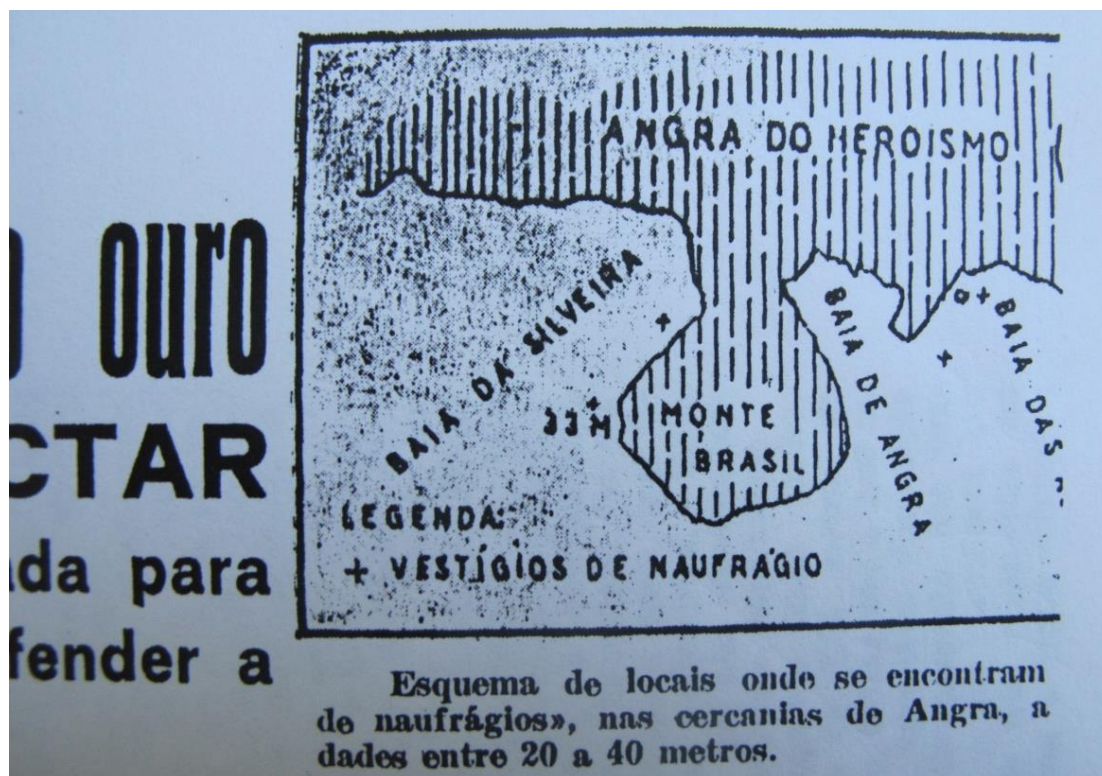 ouro
CTAR
ada para
fender a
ANGRA DO HEROISMO
BAIA DA SILVEIRA
33 M
MONTE
BRASIL
BAIA DE ANGRA
BAIA DAS
LEGENDA:
+ VESTÍGIOS DE NAUFRÁGIO
Esquema de locais onde se encontram
de naufrágios», nas cercanias de Angra, a
dades entre 20 a 40 metros.